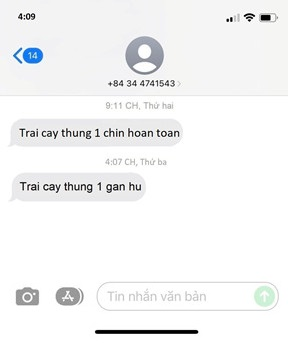 4:09
14
+84 34 4741543
9:11 CH, Thứ hai
Trai cay thung 1 chin hoan toan
4:07 CH, Thứ ba
Trai cay thung 1 gan hu
Tin nhắn văn bản